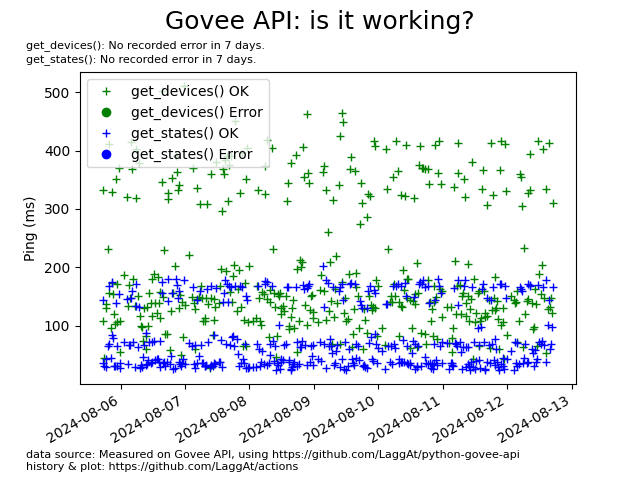 Govee API: is it working?
get_devices(): No recorded error in 7 days.
get_states(): No recorded error in 7 days.
get_devices() OK
get_devices() Error
get_states() OK
get_states() Error
Ping (ms)
500
400
300
200
100
2024-08-06
2024-08-07
2024-08-08
2024-08-09
2024-08-10
2024-08-11
2024-08-12
2024-08-13
data source: Measured on Govee API, using https://github.com/LaggAt/python-govee-api
history & plot: https://github.com/LaggAt/actions